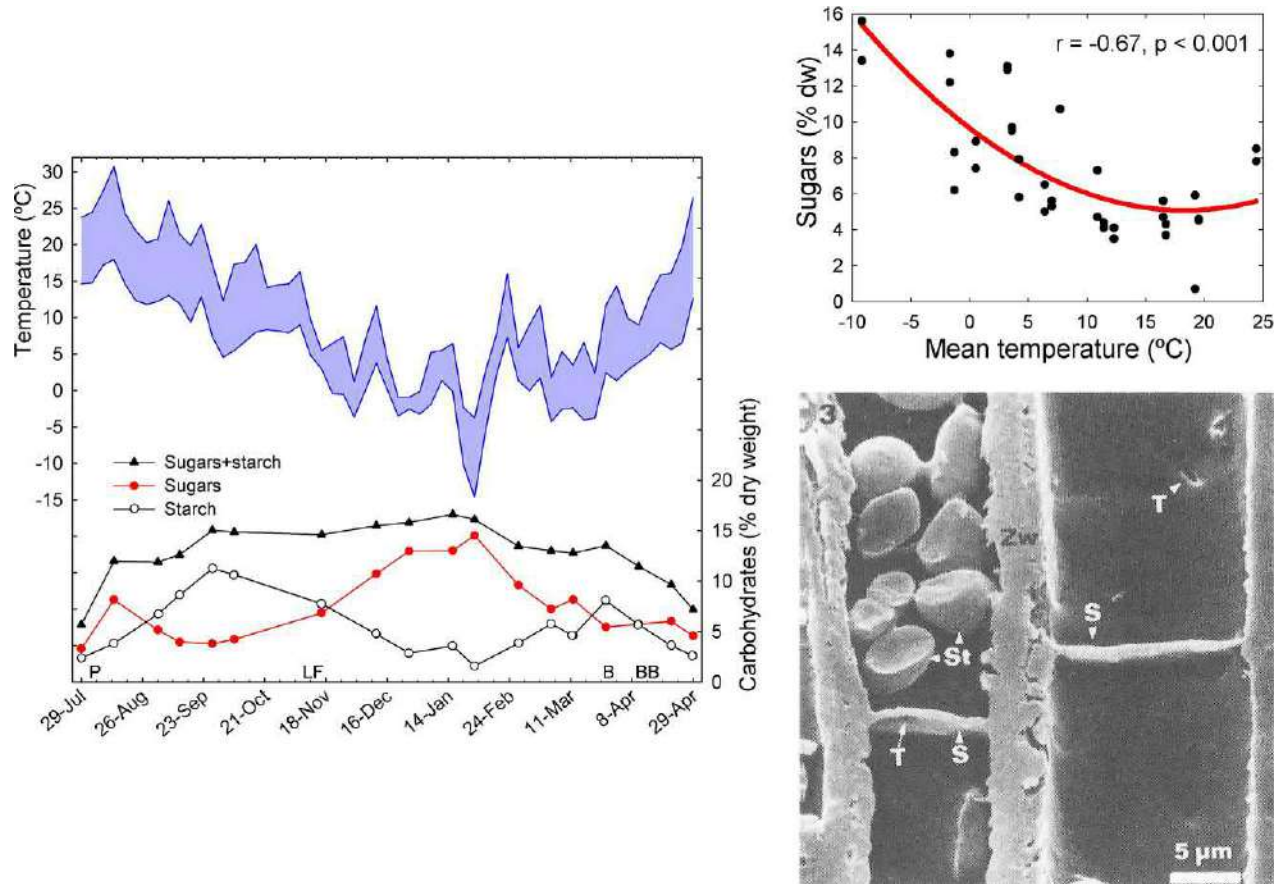 30
25
20
15
10
5
0
-5
-10
-15
Temperature (ºC)
Sugars+starch
Sugars
Starch
20
15
10
5
0
Carbohydrates (% dry weight)
P LF B BB
29-Jul 26-Aug 23-Sep 21-Oct 18-Nov 16-Dec 14-Jan 24-Feb 11-Mar 8-Apr 29-Apr
16
14
12
10
8
6
4
2
0
Sugars (% dw)
r = -0.67, p < 0.001
-10 -5 0 5 10 15 20 25
Mean temperature (ºC)
3
T
Zw
S
St
T S
5 µm